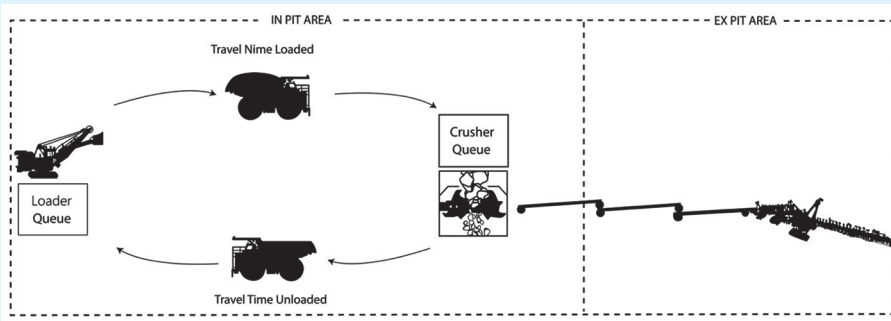 IN PIT AREA
EX PIT AREA
Travel Nime Loaded
Crusher
Queue
Loader
Queue
Travel Time Unloaded